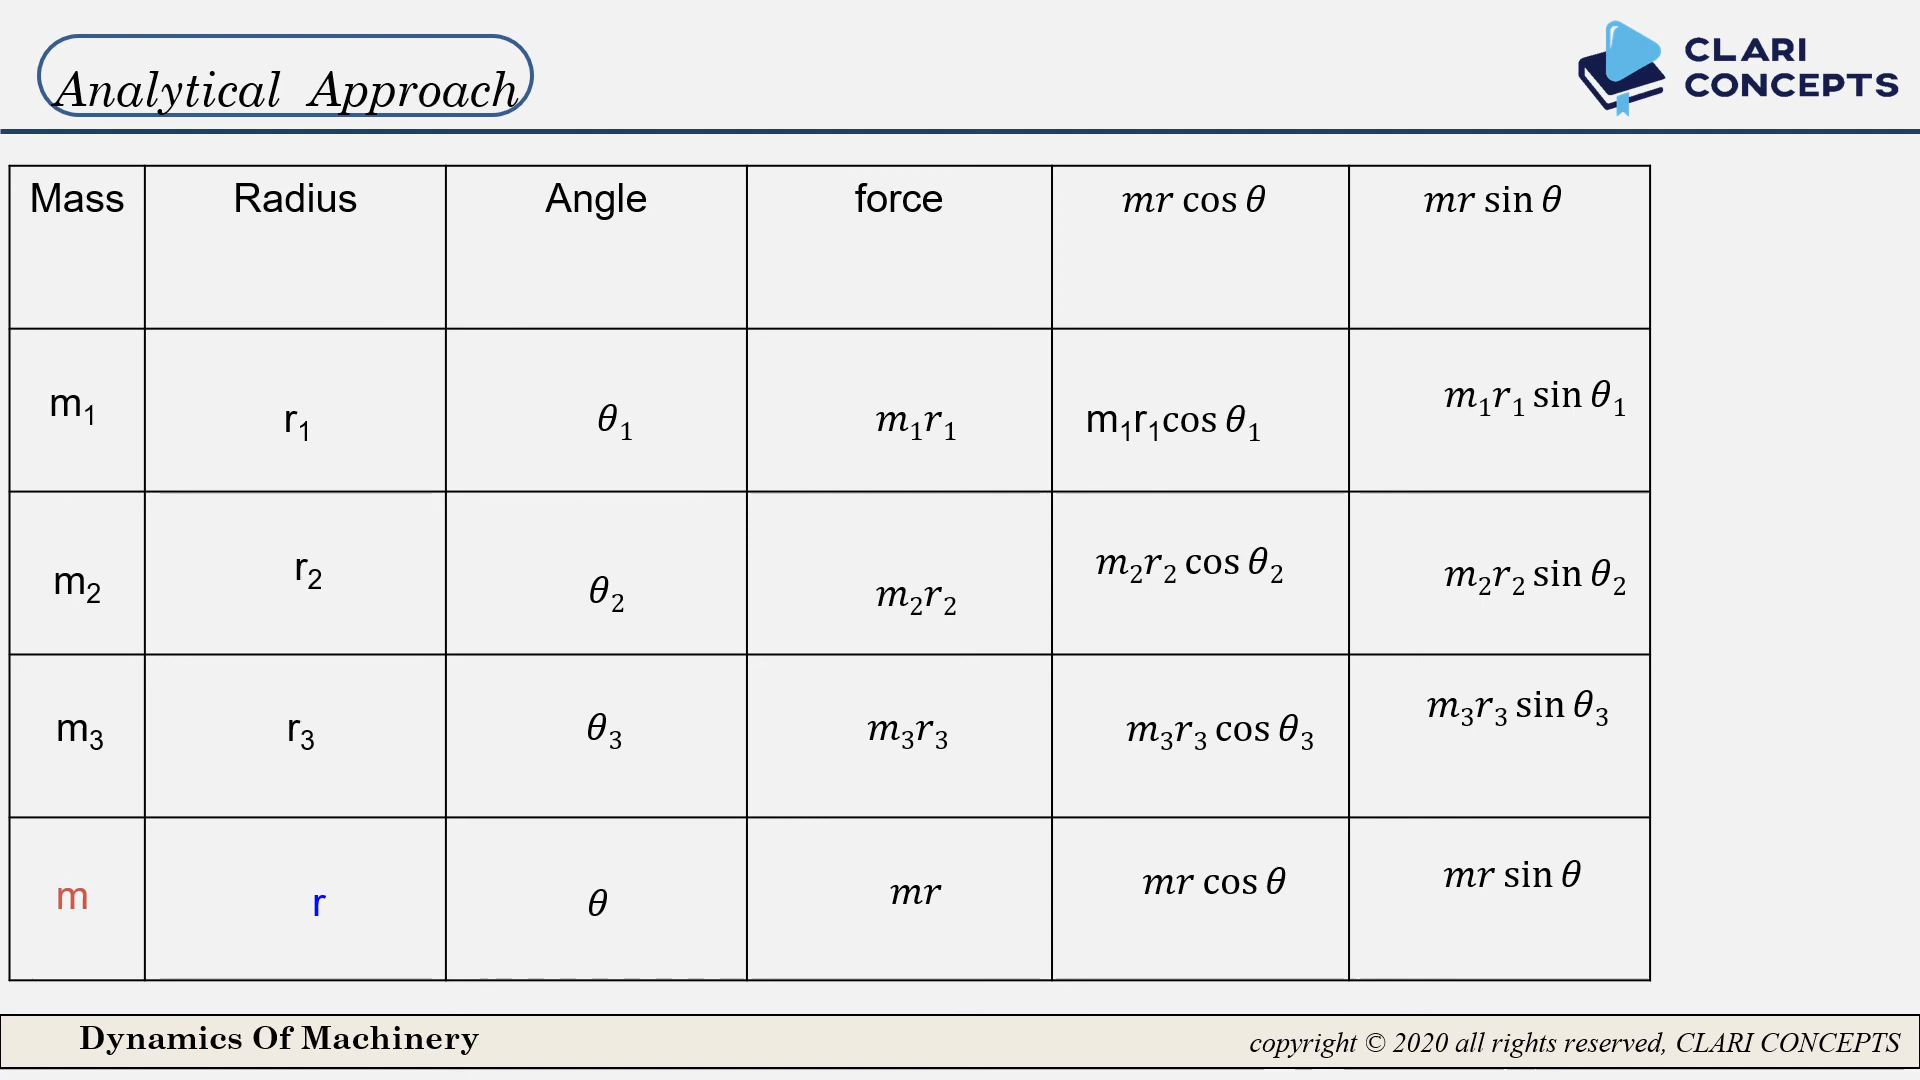 Analytical Approach
CLARI
CONCEPTS
Mass Radius Angle force mr cos θ mr sin θ
m₁ r₁ θ₁ m₁r₁ m₁r₁cos θ₁ m₁r₁ sin θ₁
m₂ r₂ θ₂ m₂r₂ m₂r₂ cos θ₂ m₂r₂ sin θ₂
m₃ r₃ θ₃ m₃r₃ m₃r₃ cos θ₃ m₃r₃ sin θ₃
m r θ mr mr cos θ mr sin θ
Dynamics Of Machinery
copyright © 2020 all rights reserved, CLARI CONCEPTS